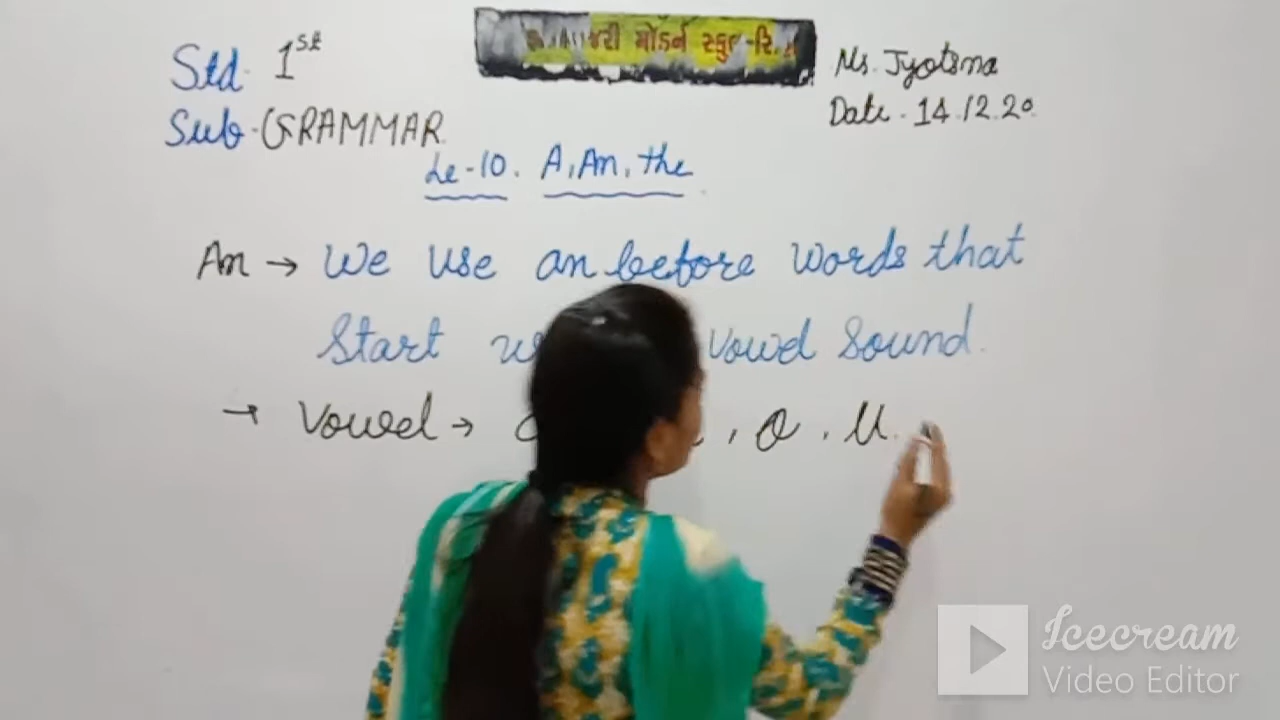 Std. 1st
મોડર્ન સ્કુલ
Ms. Jyotsna
Sub-GRAMMAR.
Date. 14.12.20.
Le-10. A, An, the
An → We use an before words that
Start vowel Sound.
→ Vowel → , O, U.
Icecream
Video Editor